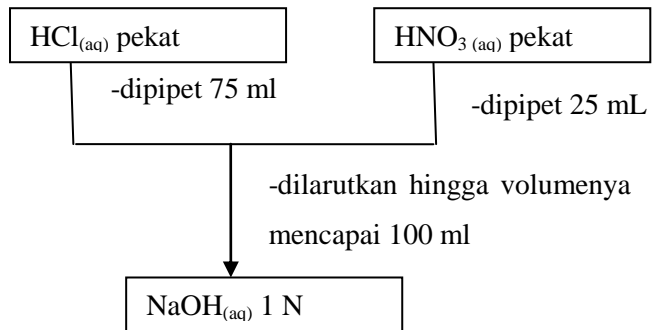 HCl(aq) pekat
HNO3 (aq) pekat
-dipipet 75 ml
-dipipet 25 mL
-dilarutkan hingga volumenya
mencapai 100 ml
NaOH(aq) 1 N